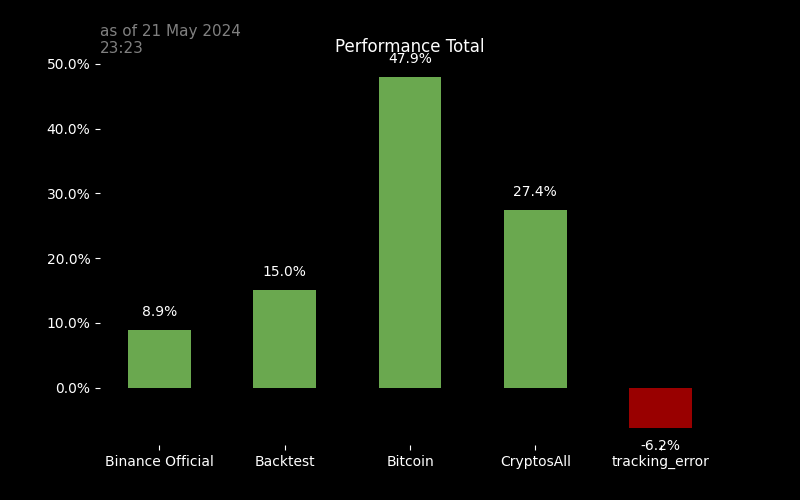 as of 21 May 2024
23:23
Performance Total
50.0%
40.0%
30.0%
20.0%
10.0%
0.0%
8.9%
15.0%
47.9%
27.4%
-6.2%
Binance Official
Backtest
Bitcoin
CryptosAll
tracking_error